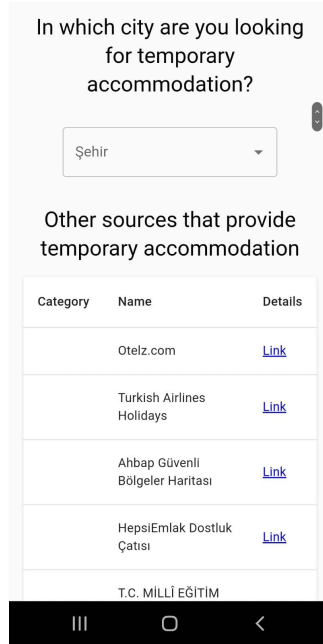 In which city are you looking
for temporary
accommodation?
Şehir
Other sources that provide
temporary accommodation
Category Name Details
Otelz.com Link
Turkish Airlines
Holidays Link
Ahbap Güvenli
Bölgeler Haritası Link
HepsiEmlak Dostluk
Çatısı Link
T.C. MİLLÎ EĞİTİM